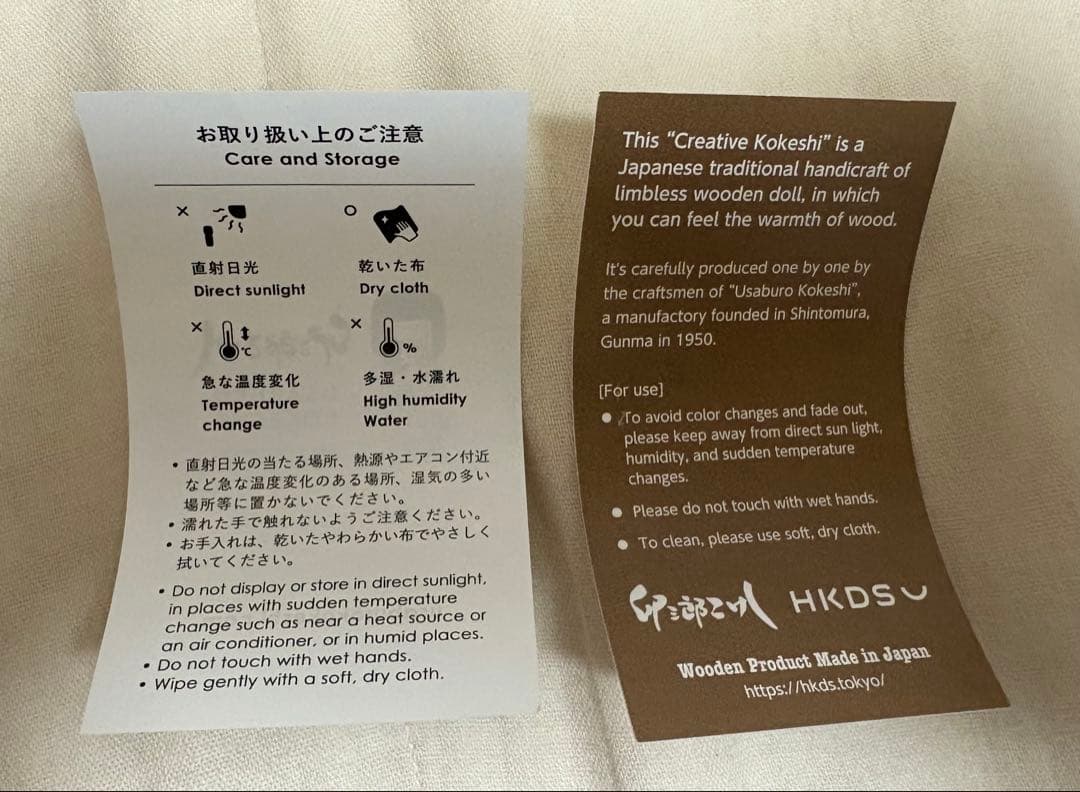 お取り扱い上のご注意
Care and Storage
× ○
直射日光
Direct sunlight
乾いた布
Dry cloth
× ℃
急な温度変化
Temperature
change
× %
多湿・水濡れ
High humidity
Water
• 直射日光の当たる場所、熱源やエアコン付近
など急な温度変化のある場所、湿気の多い
場所等に置かないでください。
• 濡れた手で触れないようご注意ください。
• お手入れは、乾いたやわらかい布でやさしく
拭いてください。
• Do not display or store in direct sunlight,
in places with sudden temperature
change such as near a heat source or
an air conditioner, or in humid places.
• Do not touch with wet hands.
• Wipe gently with a soft, dry cloth.
This “Creative Kokeshi” is a
Japanese traditional handicraft of
limbless wooden doll, in which
you can feel the warmth of wood.
It's carefully produced one by one by
the craftsmen of “Usaburo Kokeshi”,
a manufactory founded in Shintomura,
Gunma in 1950.
[For use]
● To avoid color changes and fade out,
please keep away from direct sun light,
humidity, and sudden temperature
changes.
● Please do not touch with wet hands.
● To clean, please use soft, dry cloth.
卯三郎こけし HKDS
Wooden Product Made in Japan
https://hkds.tokyo/